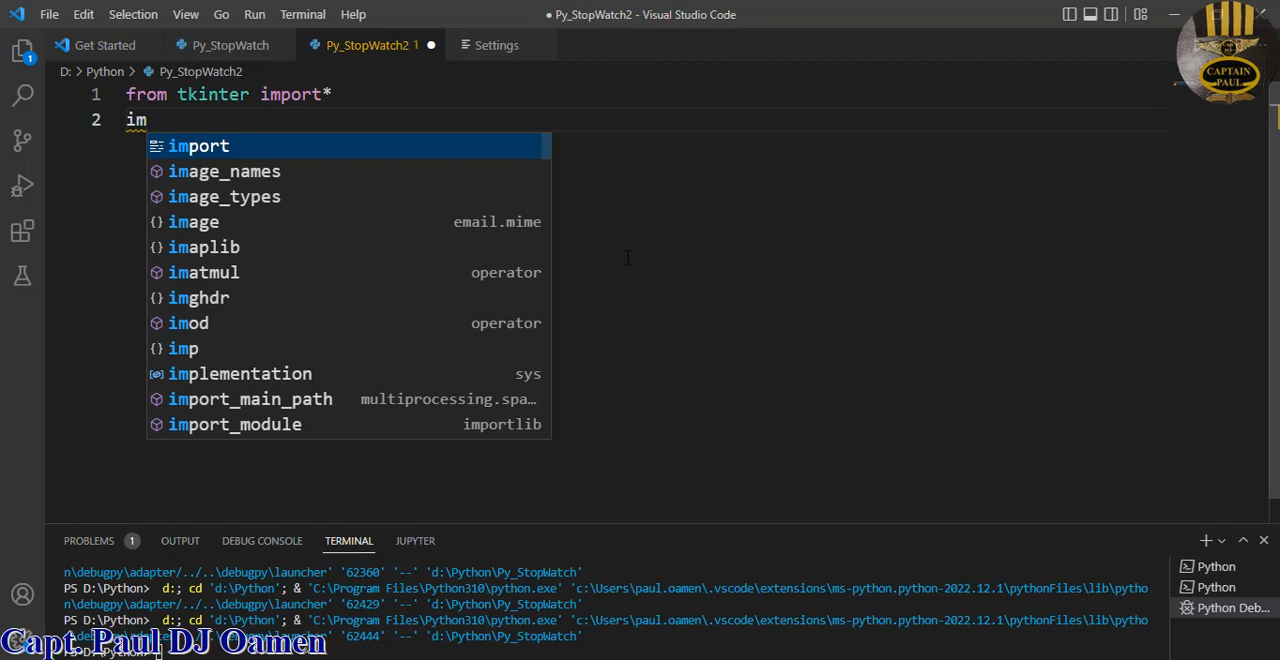 File Edit Selection View Go Run Terminal Help
● Py_StopWatch2 - Visual Studio Code
Get Started Py_StopWatch Py_StopWatch2 1 ● Settings
D: > Python > Py_StopWatch2
CAPTAIN
PAUL
1
1 from tkinter import*
2 im
import
image_names
image_types
image email.mime
imaplib
imatmul operator
imghdr
imod operator
imp
implementation sys
import_main_path multiprocessing.spa…
import_module importlib
PROBLEMS 1 OUTPUT DEBUG CONSOLE TERMINAL JUPYTER
n\debugpy\adapter/../..\debugpy\launcher' '62360' '--' 'd:\Python\Py_StopWatch'
PS D:\Python> d:; cd 'd:\Python'; & 'C:\Program Files\Python310\python.exe' 'c:\Users\paul.oamen\.vscode\extensions\ms-python.python-2022.12.1\pythonFiles\lib\pytho
n\debugpy\adapter/../..\debugpy\launcher' '62429' '--' 'd:\Python\Py_StopWatch'
PS D:\Python> d:; cd 'd:\Python'; & 'C:\Program Files\Python310\python.exe' 'c:\Users\paul.oamen\.vscode\extensions\ms-python.python-2022.12.1\pythonFiles\lib\pytho
debugpy\launcher' '62444' '--' 'd:\Python\Py_StopWatch'
PS D:\Python>
Python
Python
Python Deb...
Capt. Paul DJ Oamen